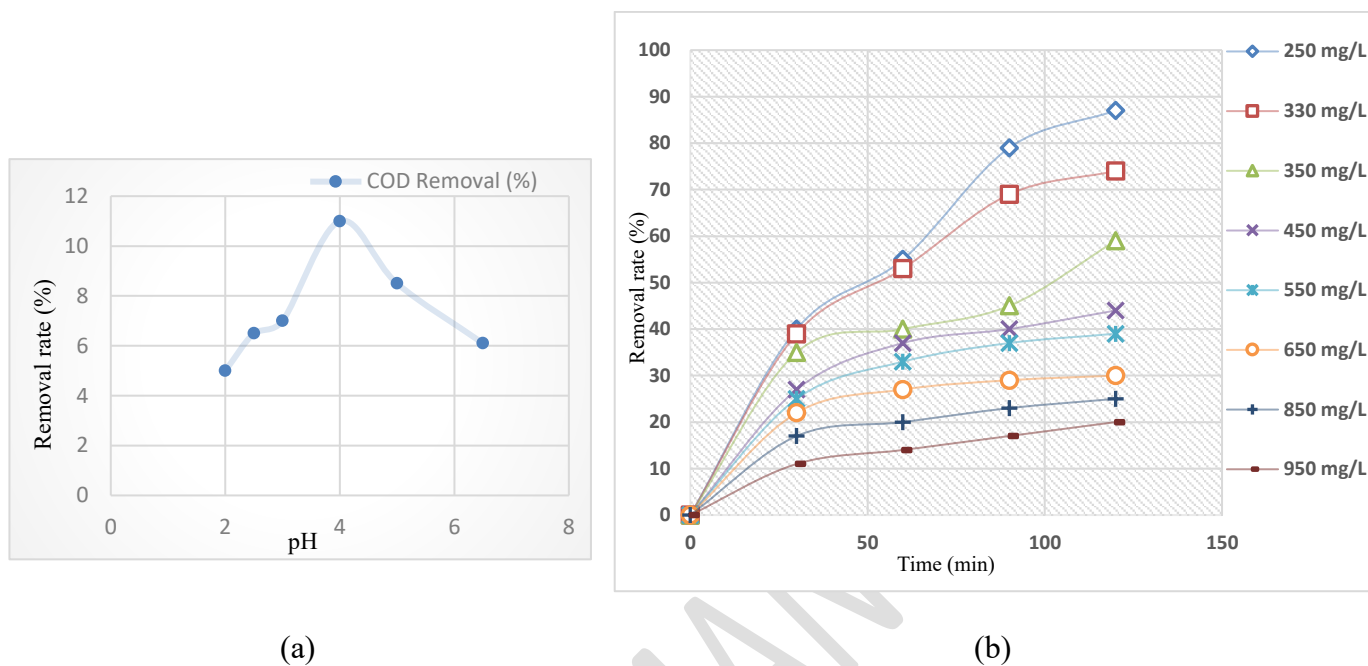 COD Removal (%)
12
10
8
6
4
2
0
0 2 4 6 8
Removal rate (%)
pH
(a)
100
90
80
70
60
50
40
30
20
10
0
0 50 100 150
Removal rate (%)
Time (min)
250 mg/L
330 mg/L
350 mg/L
450 mg/L
550 mg/L
650 mg/L
850 mg/L
950 mg/L
(b)